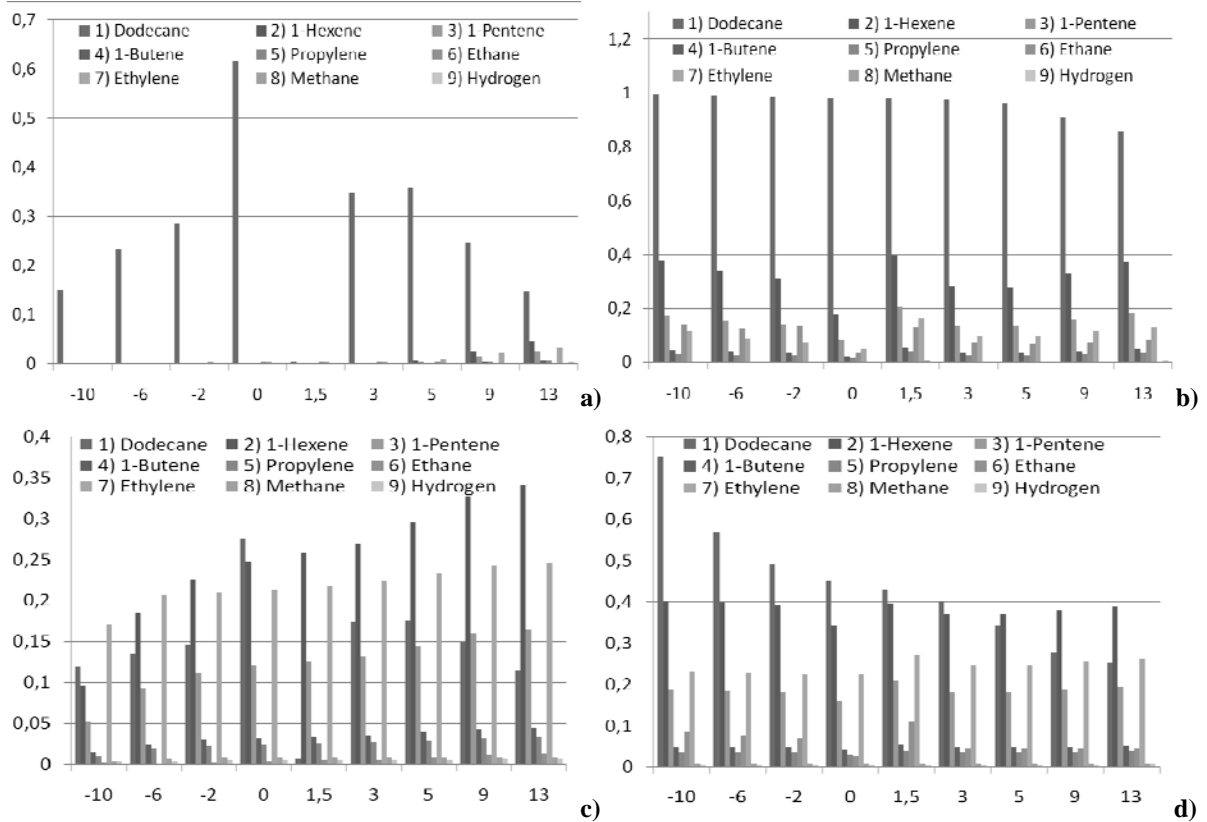 0,7
0,6
0,5
0,4
0,3
0,2
0,1
0
1) Dodecane 2) 1-Hexene 3) 1-Pentene
4) 1-Butene 5) Propylene 6) Ethane
7) Ethylene 8) Methane 9) Hydrogen
-10 -6 -2 0 1,5 3 5 9 13
a)
1,2
1
0,8
0,6
0,4
0,2
0
1) Dodecane 2) 1-Hexene 3) 1-Pentene
4) 1-Butene 5) Propylene 6) Ethane
7) Ethylene 8) Methane 9) Hydrogen
-10 -6 -2 0 1,5 3 5 9 13
b)
0,4
0,35
0,3
0,25
0,2
0,15
0,1
0,05
0
1) Dodecane 2) 1-Hexene 3) 1-Pentene
4) 1-Butene 5) Propylene 6) Ethane
7) Ethylene 8) Methane 9) Hydrogen
-10 -6 -2 0 1,5 3 5 9 13
c)
0,8
0,7
0,6
0,5
0,4
0,3
0,2
0,1
0
1) Dodecane 2) 1-Hexene 3) 1-Pentene
4) 1-Butene 5) Propylene 6) Ethane
7) Ethylene 8) Methane 9) Hydrogen
-10 -6 -2 0 1,5 3 5 9 13
d)